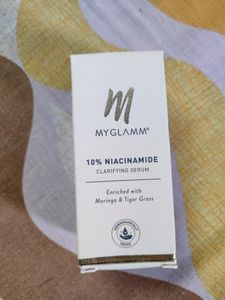 M
MYGLAMM®
10% NIACINAMIDE
CLARIFYING SERUM
Enriched with
Moringa & Tiger Grass